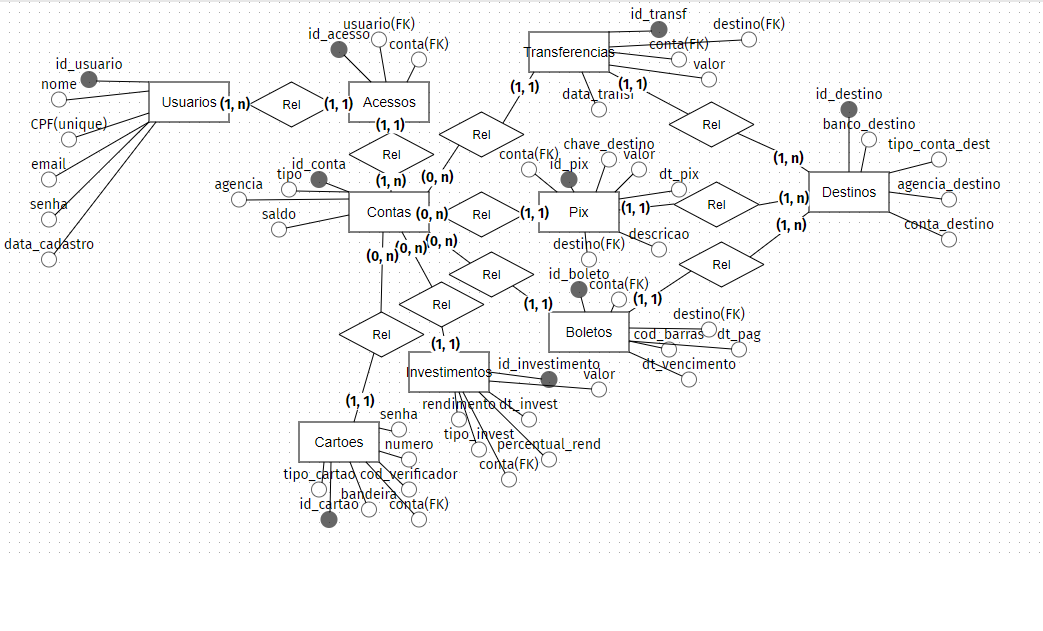 id_transf
usuario(FK)
destino(FK)
id_acesso
conta(FK)
conta(FK)
Transferencias
id_usuario
valor
nome
(1, 1)
(1, 1)
data_transf
id_destino
Usuarios
(1, n)
Rel
(1, 1)
Acessos
CPF(unique)
(1, 1)
Rel
Rel
banco_destino
chave_destino
tipo_conta_dest
conta(FK)
Rel
valor
(1, n)
email
id_conta
id_pix
tipo
(1, n)
(0, n)
dt_pix
agencia
agencia_destino
Destinos
senha
saldo
Contas
(0, n)
Rel
(1, 1)
Pix
(1, 1)
Rel
(1, n)
conta_destino
(1, n)
descricao
data_cadastro
(0, n)
(0, n)
(0, n)
destino(FK)
Rel
Rel
id_boleto
conta(FK)
(1, 1)
Rel
(1, 1)
destino(FK)
Rel
Boletos
cod_barras
dt_pag
(1, 1)
id_investimento
dt_vencimento
Investimentos
valor
(1, 1)
rendimento
dt_invest
senha
tipo_invest
Cartoes
numero
percentual_rend
conta(FK)
tipo_cartao
cod_verificador
bandeira
id_cartao
conta(FK)